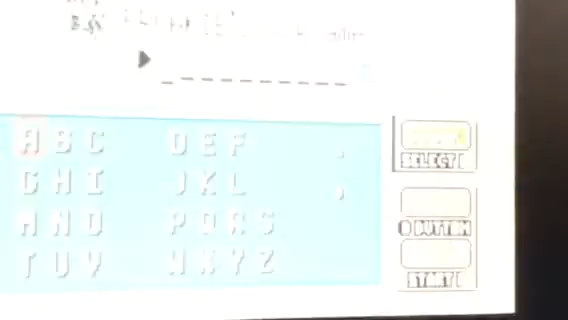 A B C D E F .
G H I J K L ,
M N O P Q R S
T U V W X Y Z
SELECT
B BUTTON
START